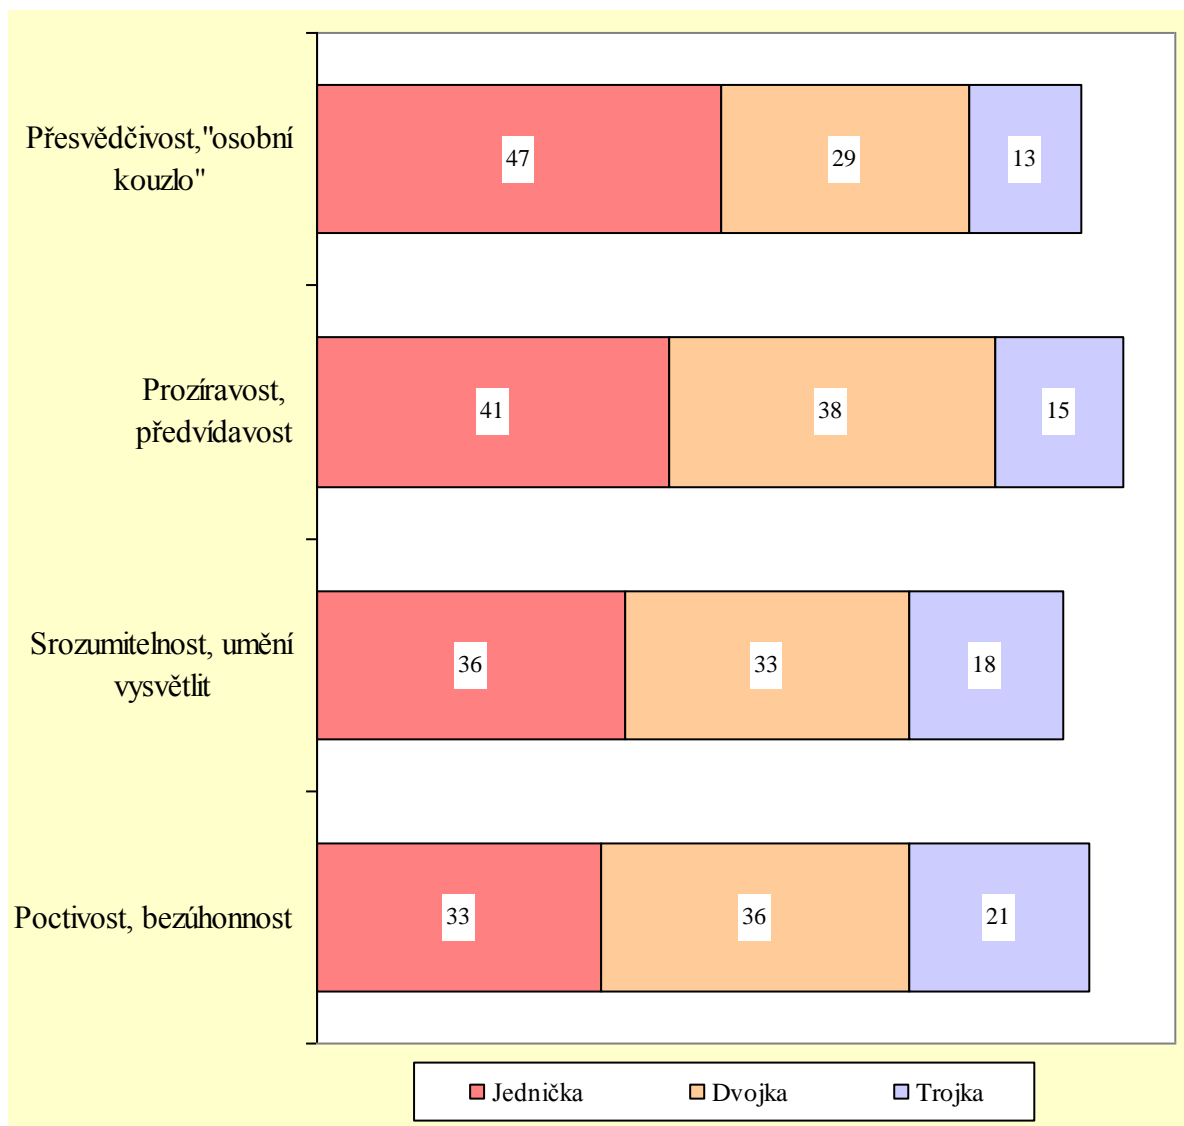 Přesvědčivost,"osobní
kouzlo"
47 29 13
Prozíravost,
předvídavost
41 38 15
Srozumitelnost, umění
vysvětlit
36 33 18
Poctivost, bezúhonnost
33 36 21
Jednička Dvojka Trojka